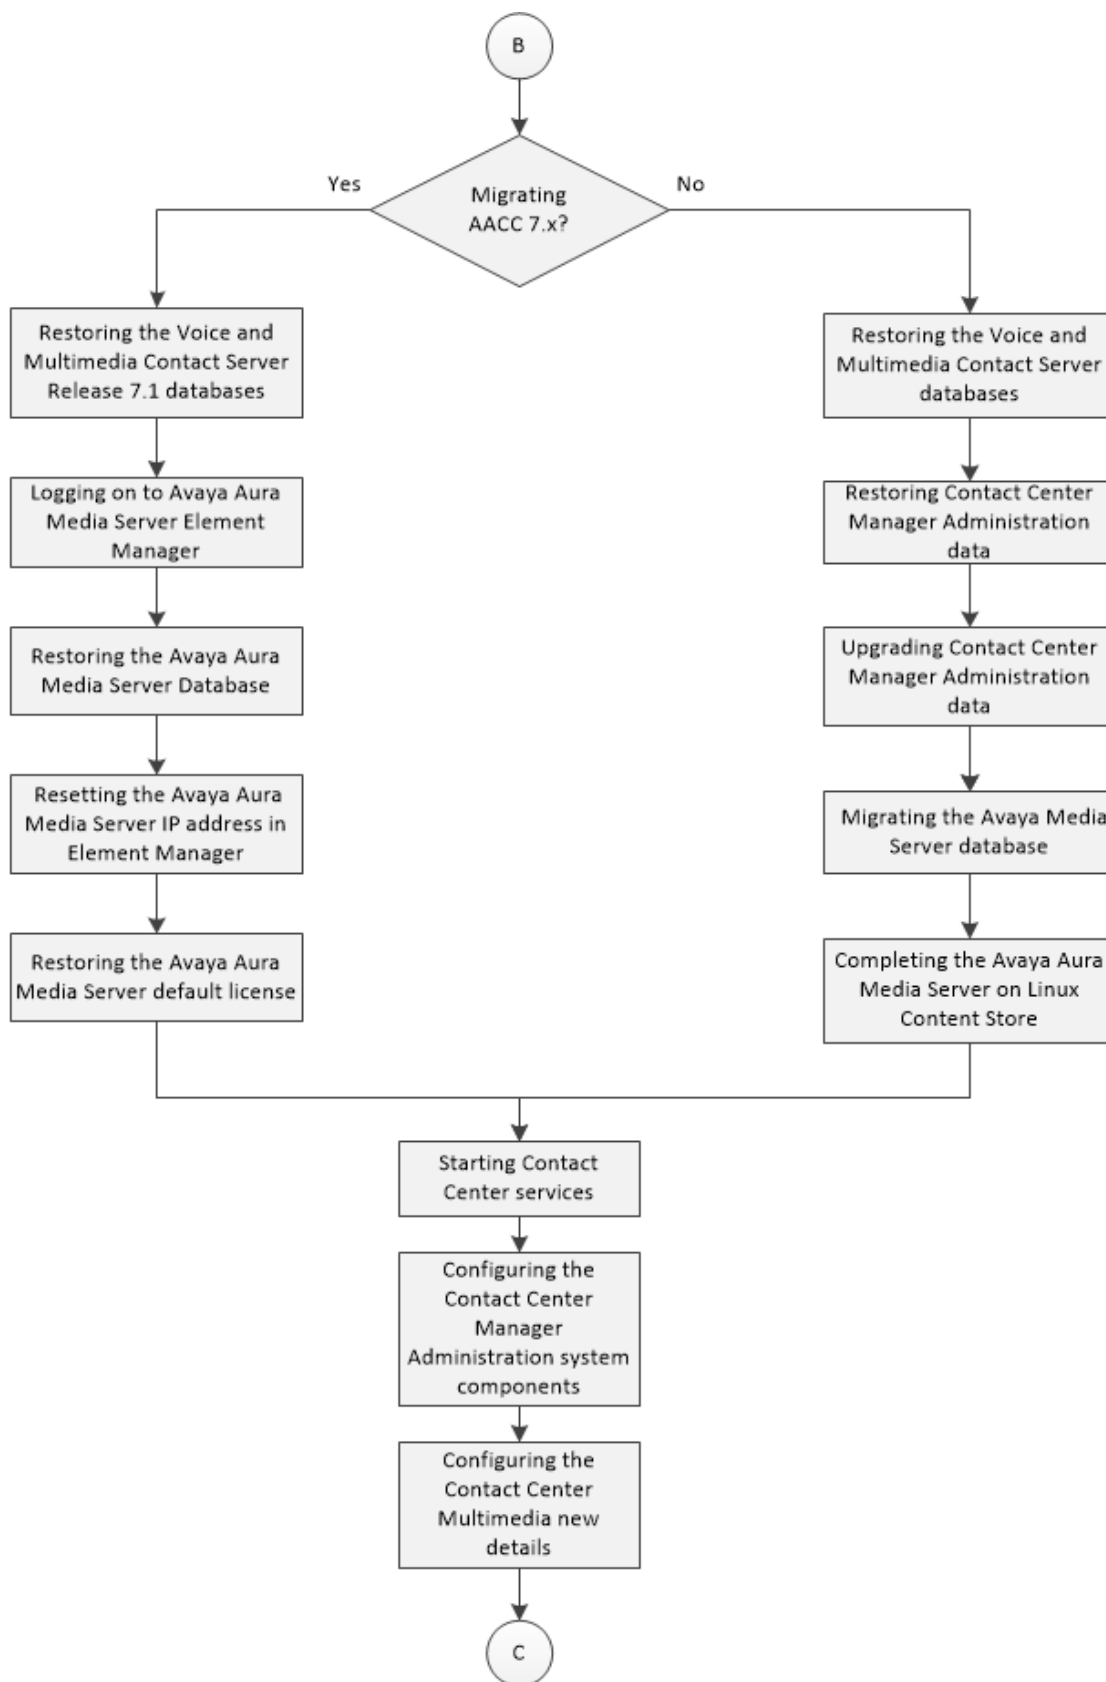 B
Migrating
AACC 7.x?
Yes
No
Restoring the Voice and
Multimedia Contact Server
Release 7.1 databases
Logging on to Avaya Aura
Media Server Element
Manager
Restoring the Avaya Aura
Media Server Database
Resetting the Avaya Aura
Media Server IP address in
Element Manager
Restoring the Avaya Aura
Media Server default license
Restoring the Voice and
Multimedia Contact Server
databases
Restoring Contact Center
Manager Administration
data
Upgrading Contact Center
Manager Administration
data
Migrating the Avaya Media
Server database
Completing the Avaya Aura
Media Server on Linux
Content Store
Starting Contact
Center services
Configuring the
Contact Center
Manager
Administration system
components
Configuring the
Contact Center
Multimedia new
details
C